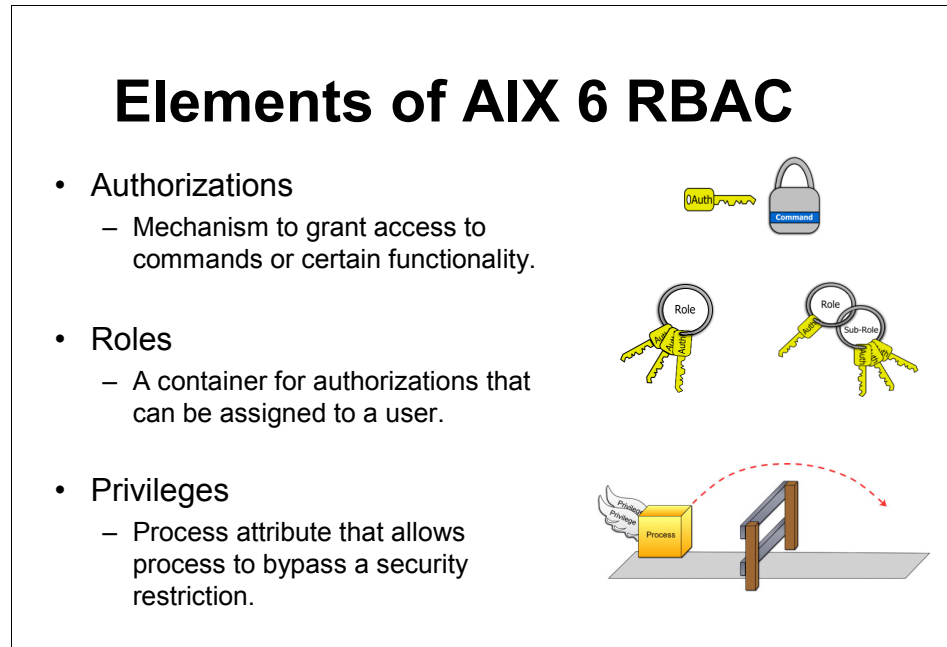 Elements of AIX 6 RBAC
• Authorizations
– Mechanism to grant access to
commands or certain functionality.
0Auth
Command
• Roles
– A container for authorizations that
can be assigned to a user.
Role
Auth
Role
Sub-Role
Auth
• Privileges
– Process attribute that allows
process to bypass a security
restriction.
Privilege
Privilege
Process